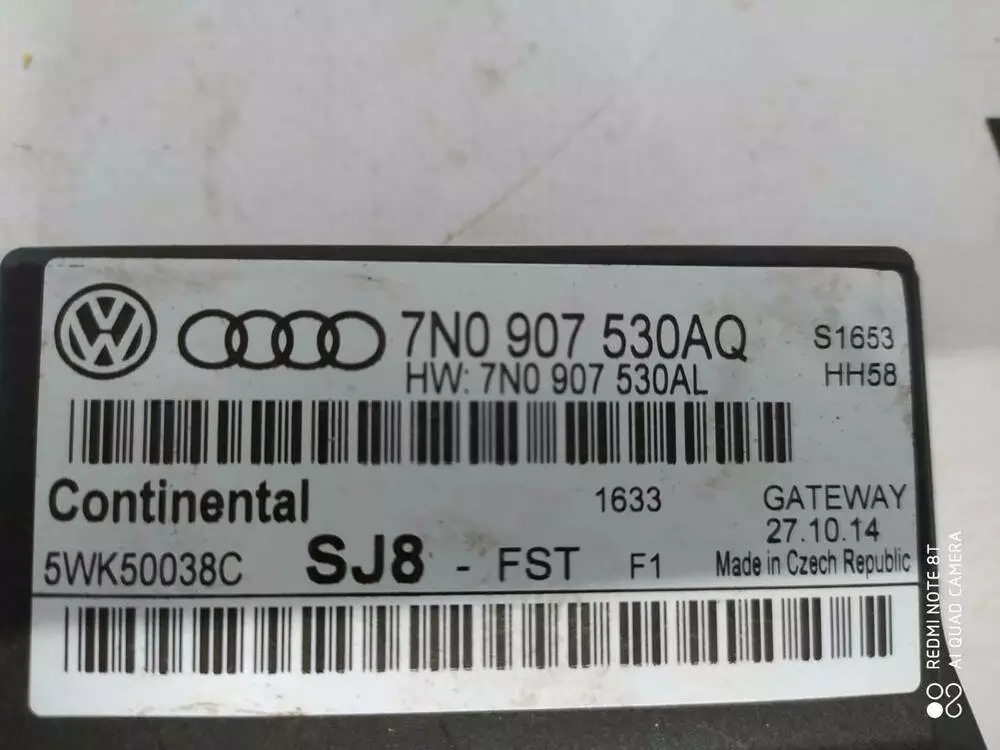 7N0 907 530AQ S1653
HW: 7N0 907 530AL HH58
Continental 1633 GATEWAY
27.10.14
5WK50038C SJ8 - FST F1 Made in Czech Republic
REDMI NOTE 8T
AI QUAD CAMERA